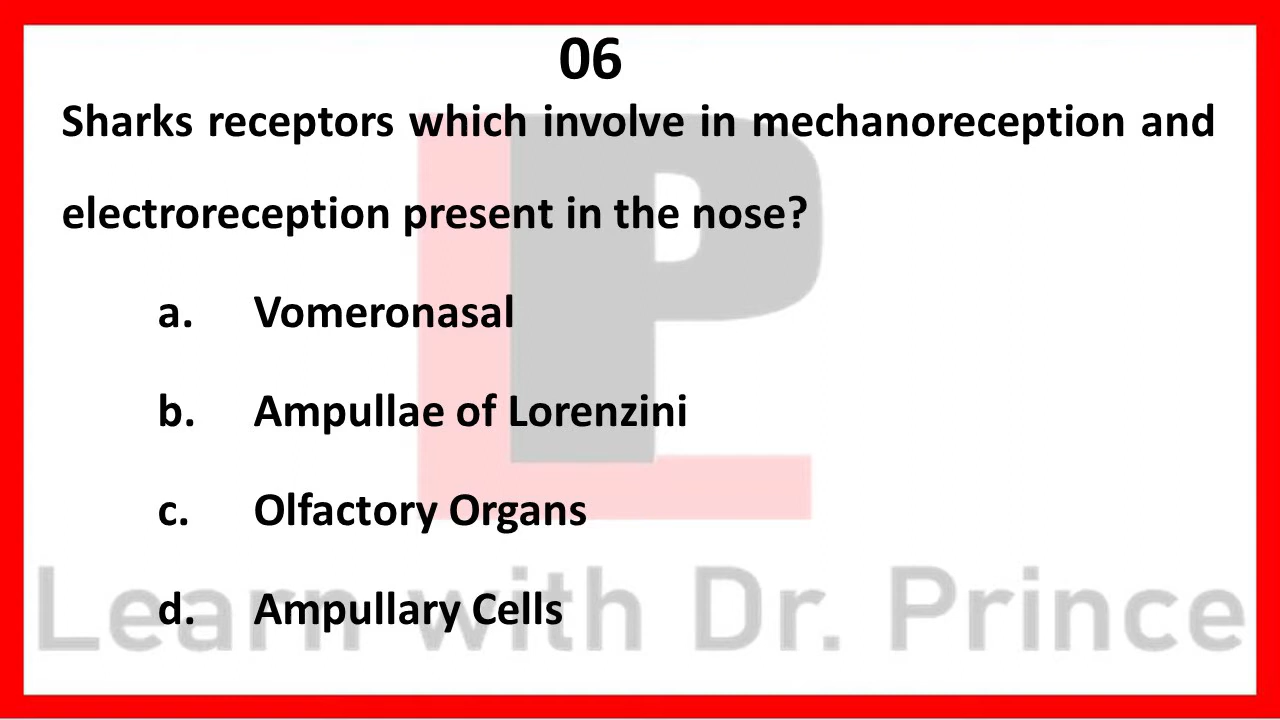 06
Sharks receptors which involve in mechanoreception and
electroreception present in the nose?
a. Vomeronasal
b. Ampullae of Lorenzini
c. Olfactory Organs
d. Ampullary Cells
LP
Learn with Dr. Prince